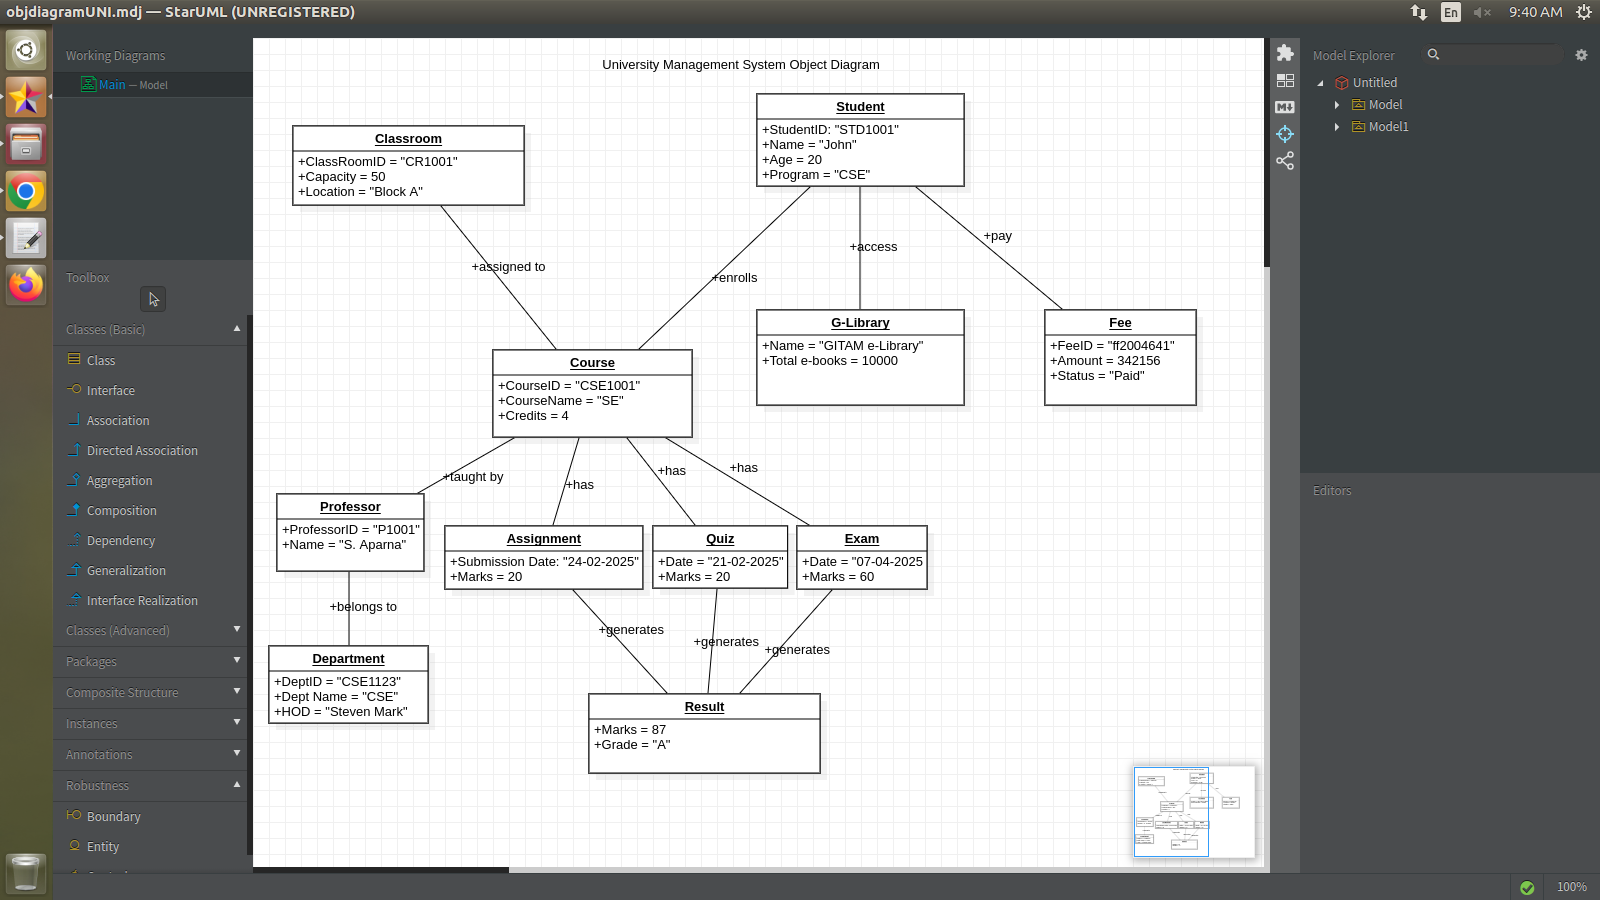 objdiagramUNI.mdj — StarUML (UNREGISTERED)
En
9:40 AM
Working Diagrams
Main — Model
Toolbox
Classes (Basic)
Class
Interface
Association
Directed Association
Aggregation
Composition
Dependency
Generalization
Interface Realization
Classes (Advanced)
Packages
Composite Structure
Instances
Annotations
Robustness
Boundary
Entity
University Management System Object Diagram
Classroom
+ClassRoomID = "CR1001"
+Capacity = 50
+Location = "Block A"
Student
+StudentID: "STD1001"
+Name = "John"
+Age = 20
+Program = "CSE"
+assigned to
+enrolls
+access
+pay
G-Library
+Name = "GITAM e-Library"
+Total e-books = 10000
Fee
+FeeID = "ff2004641"
+Amount = 342156
+Status = "Paid"
Course
+CourseID = "CSE1001"
+CourseName = "SE"
+Credits = 4
+taught by
+has
+has
+has
Professor
+ProfessorID = "P1001"
+Name = "S. Aparna"
Assignment
+Submission Date: "24-02-2025"
+Marks = 20
Quiz
+Date = "21-02-2025"
+Marks = 20
Exam
+Date = "07-04-2025
+Marks = 60
+belongs to
+generates
+generates
+generates
Department
+DeptID = "CSE1123"
+Dept Name = "CSE"
+HOD = "Steven Mark"
Result
+Marks = 87
+Grade = "A"
M
Model Explorer
Untitled
Model
Model1
Editors
100%